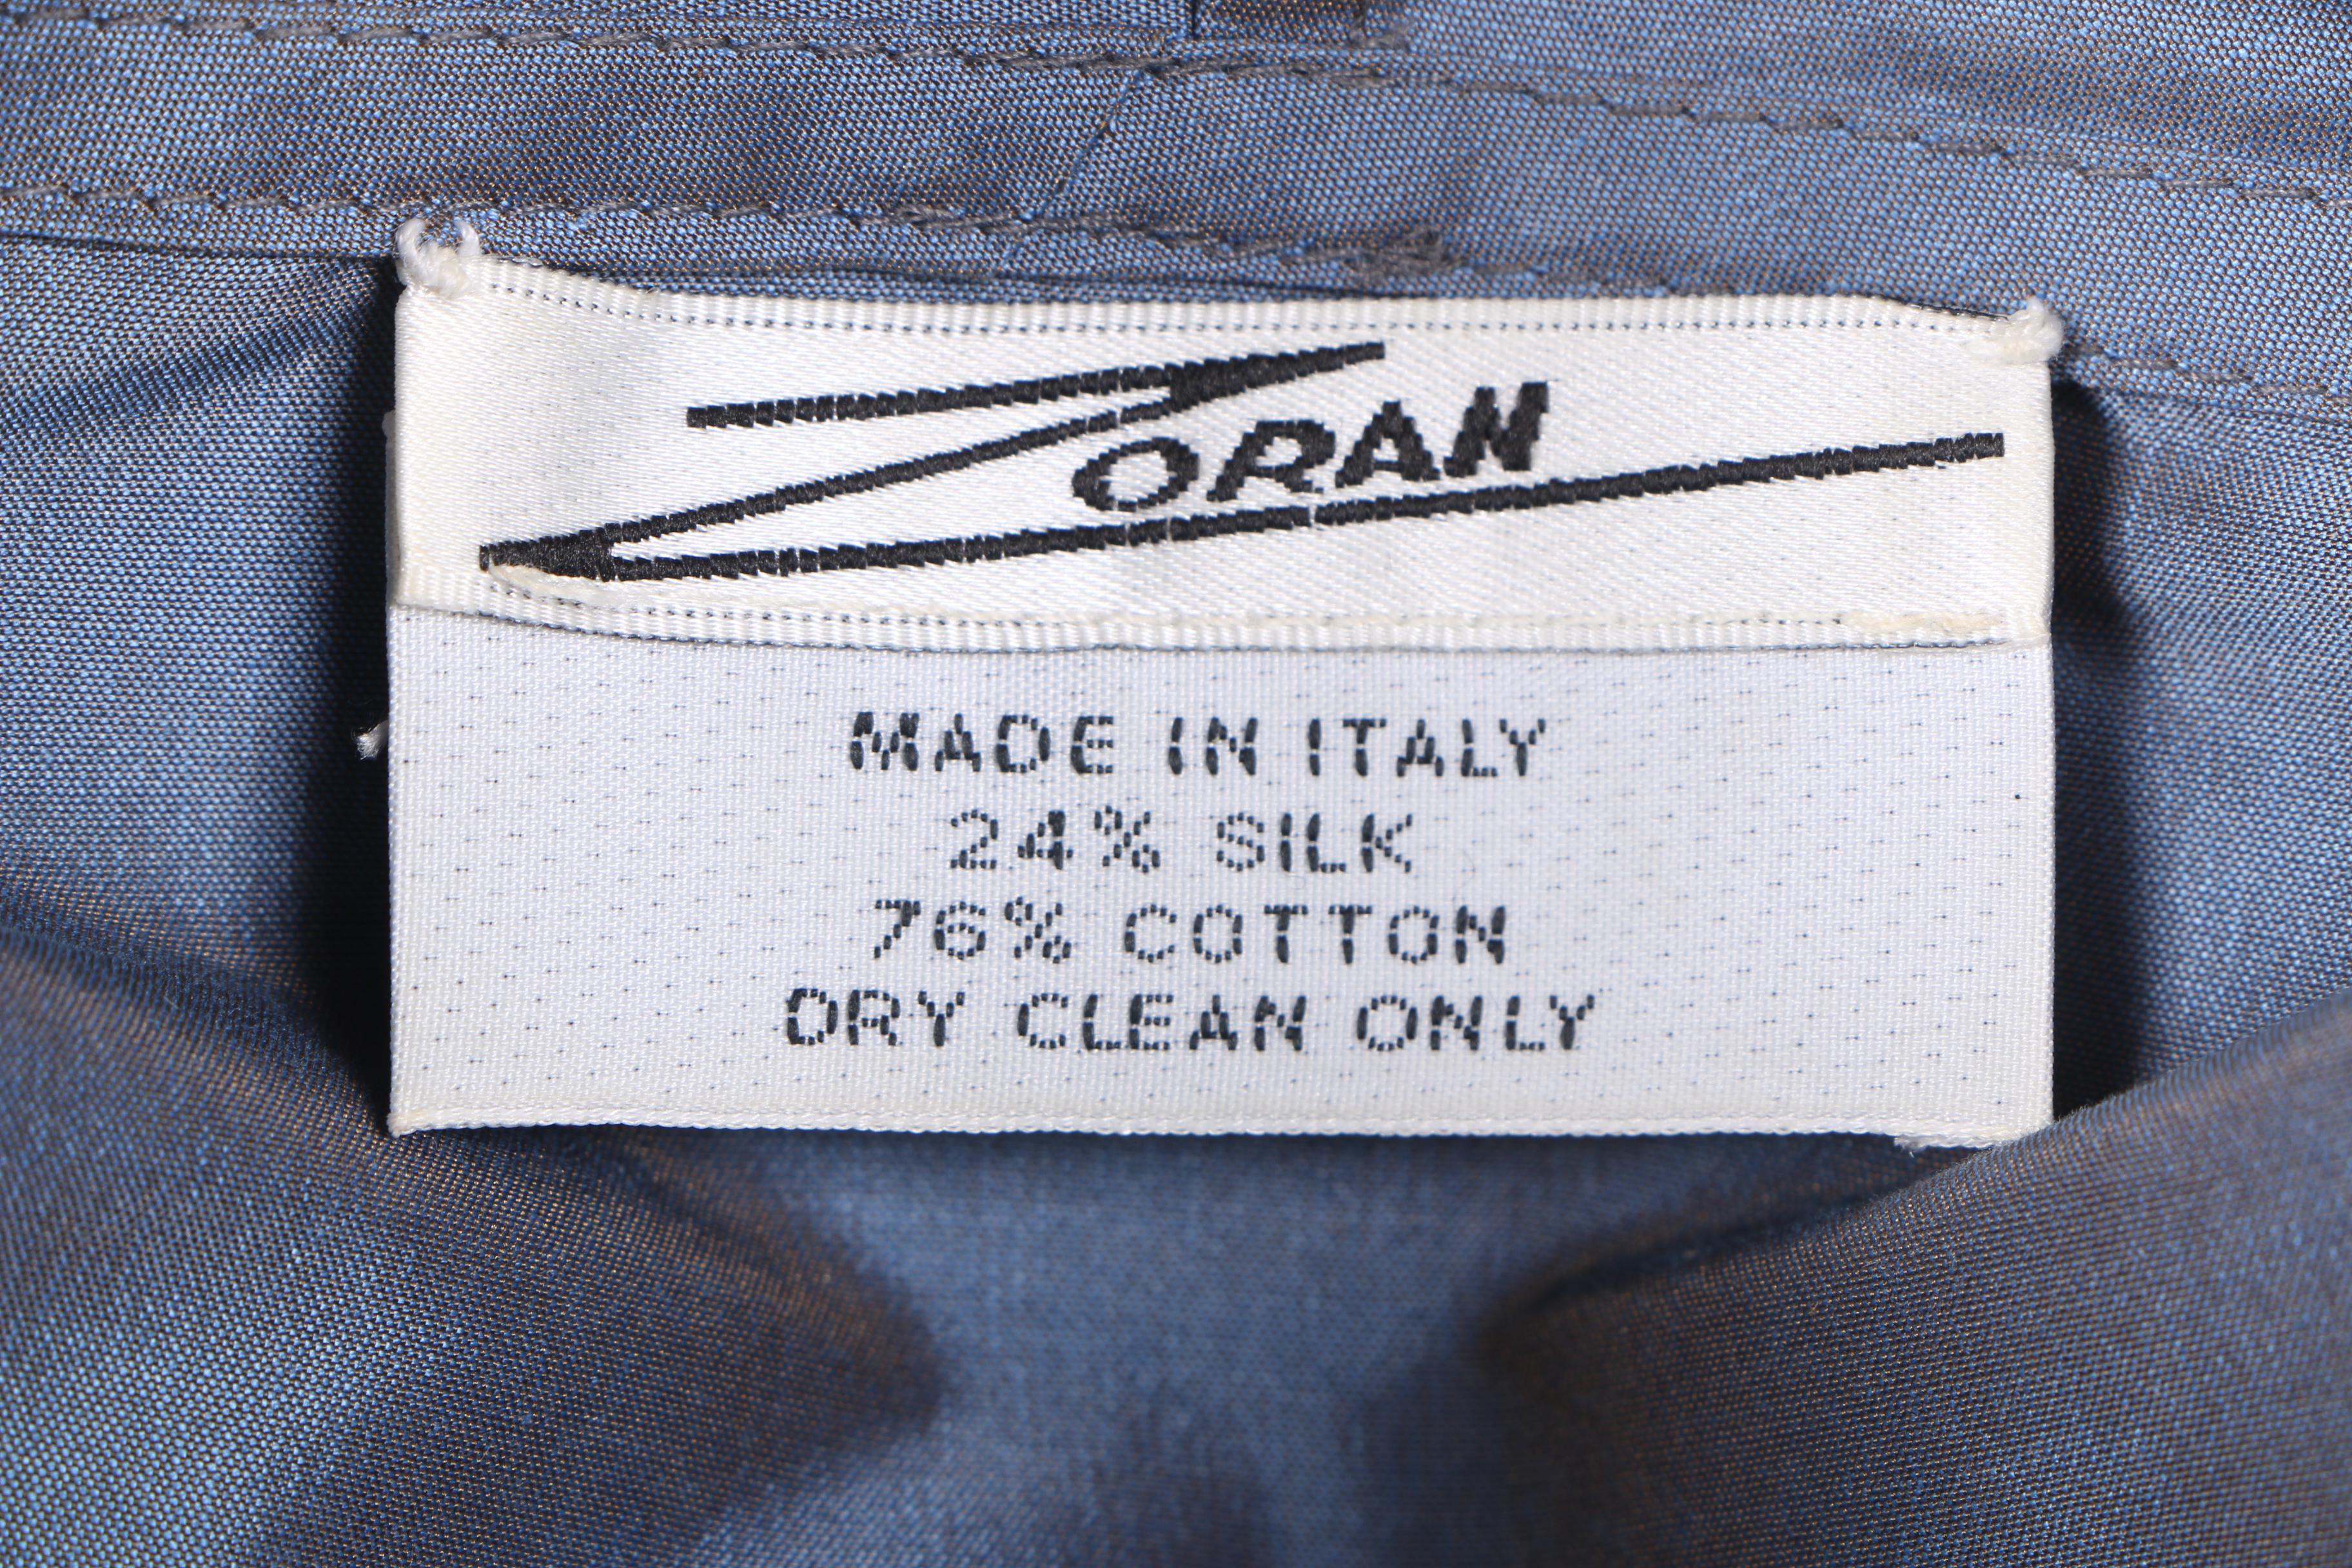 ZORAN
MADE IN ITALY
24% SILK
76% COTTON
DRY CLEAN ONLY